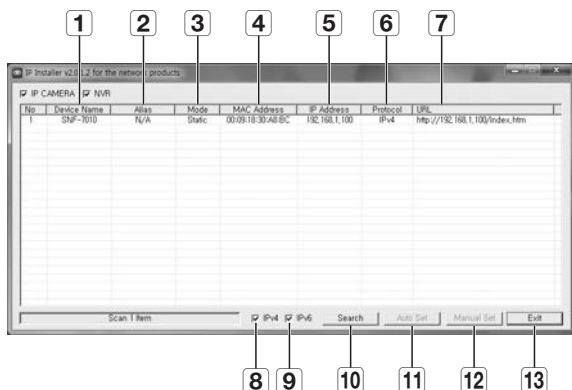 1 2 3 4 5 6 7
IP Installer v2.0.1.2 for the network products
IP CAMERA NVR
No Device Name Alias Mode MAC Address IP Address Protocol URL
1 SNF-7010 N/A Static 00:09:18:30:A8:BC 192,168,1,100 IPv4 http://192,168,1,100/index,htm
Scan 1 Item IPv4 IPv6 Search Auto Set Manual Set Exit
8 9 10 11 12 13